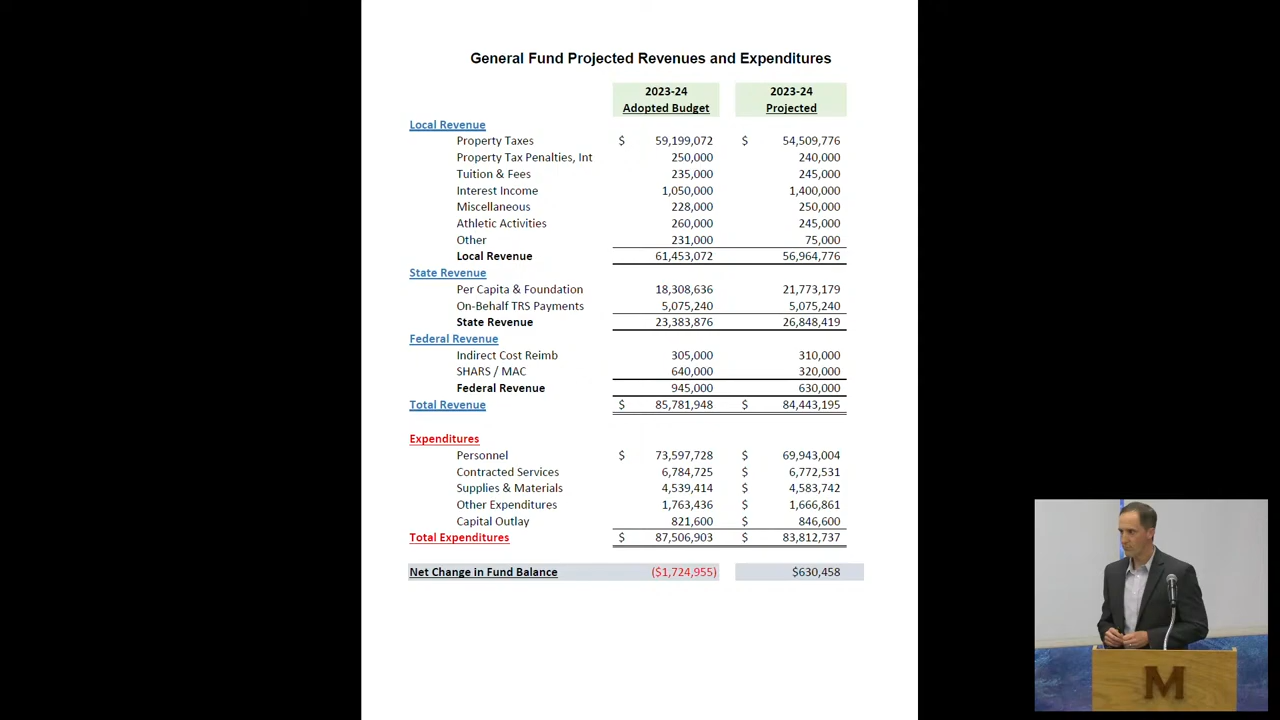 General Fund Projected Revenues and Expenditures
2023-24 2023-24
Adopted Budget Projected
Local Revenue
Property Taxes $ 59,199,072 $ 54,509,776
Property Tax Penalties, Int 250,000 240,000
Tuition & Fees 235,000 245,000
Interest Income 1,050,000 1,400,000
Miscellaneous 228,000 250,000
Athletic Activities 260,000 245,000
Other 231,000 75,000
Local Revenue 61,453,072 56,964,776
State Revenue
Per Capita & Foundation 18,308,636 21,773,179
On-Behalf TRS Payments 5,075,240 5,075,240
State Revenue 23,383,876 26,848,419
Federal Revenue
Indirect Cost Reimb 305,000 310,000
SHARS / MAC 640,000 320,000
Federal Revenue 945,000 630,000
Total Revenue $ 85,781,948 $ 84,443,195
Expenditures
Personnel $ 73,597,728 $ 69,943,004
Contracted Services 6,784,725 $ 6,772,531
Supplies & Materials 4,539,414 $ 4,583,742
Other Expenditures 1,763,436 $ 1,666,861
Capital Outlay 821,600 $ 846,600
Total Expenditures $ 87,506,903 $ 83,812,737
Net Change in Fund Balance ($1,724,955) $630,458
M